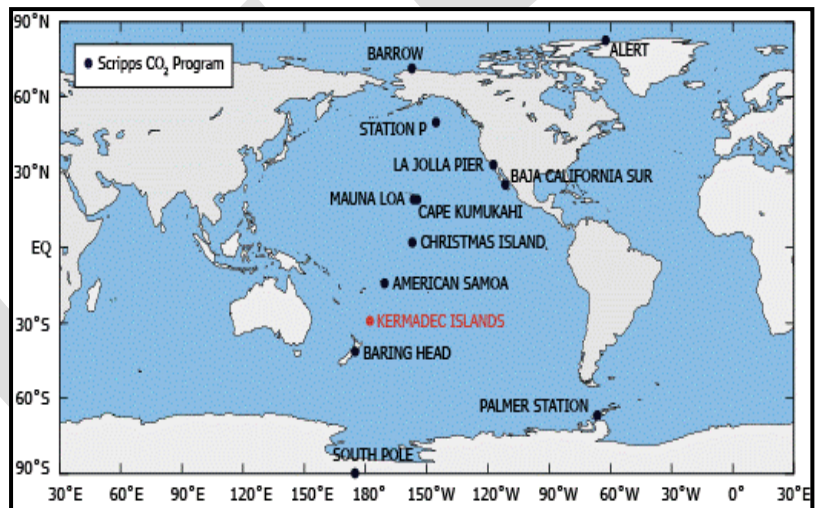 90°N
BARROW
ALERT
Scripps CO₂ Program
60°N
STATION P
30°N
LA JOLLA PIER
BAJA CALIFORNIA SUR
MAUNA LOA
CAPE KUMUKAHI
EQ
CHRISTMAS ISLAND
AMERICAN SAMOA
30°S
KERMADEC ISLANDS
BARING HEAD
60°S
PALMER STATION
SOUTH POLE
90°S
30°E 60°E 90°E 120°E 150°E 180° 150°W 120°W 90°W 60°W 30°W 0° 30°E